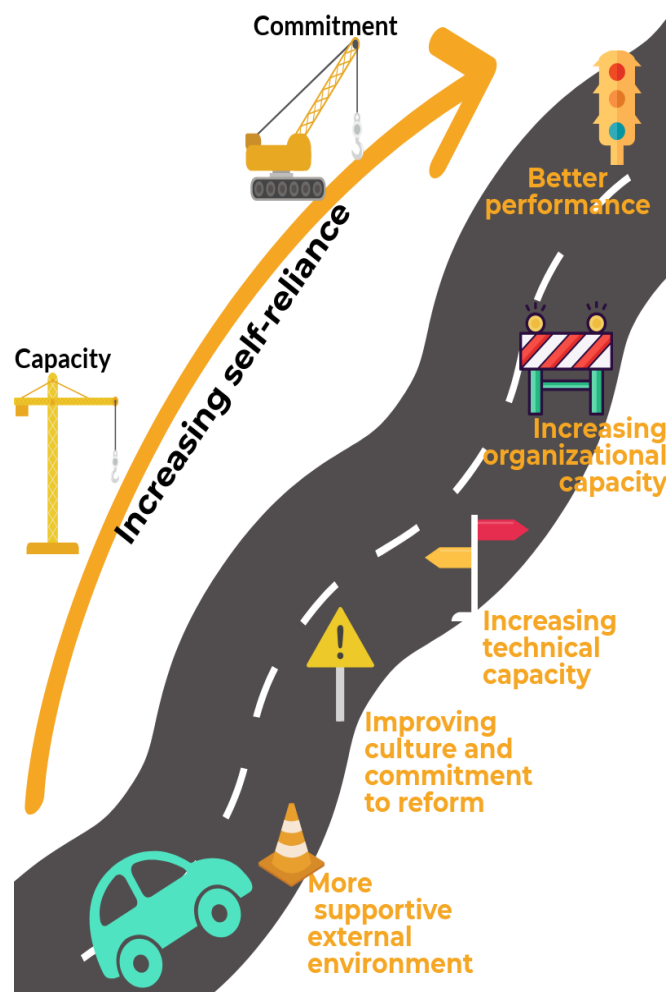 Commitment
Better
performance
Increasing self-reliance
Capacity
Increasing
organizational
capacity
Increasing
technical
capacity
Improving
culture and
commitment
to reform
More
supportive
external
environment